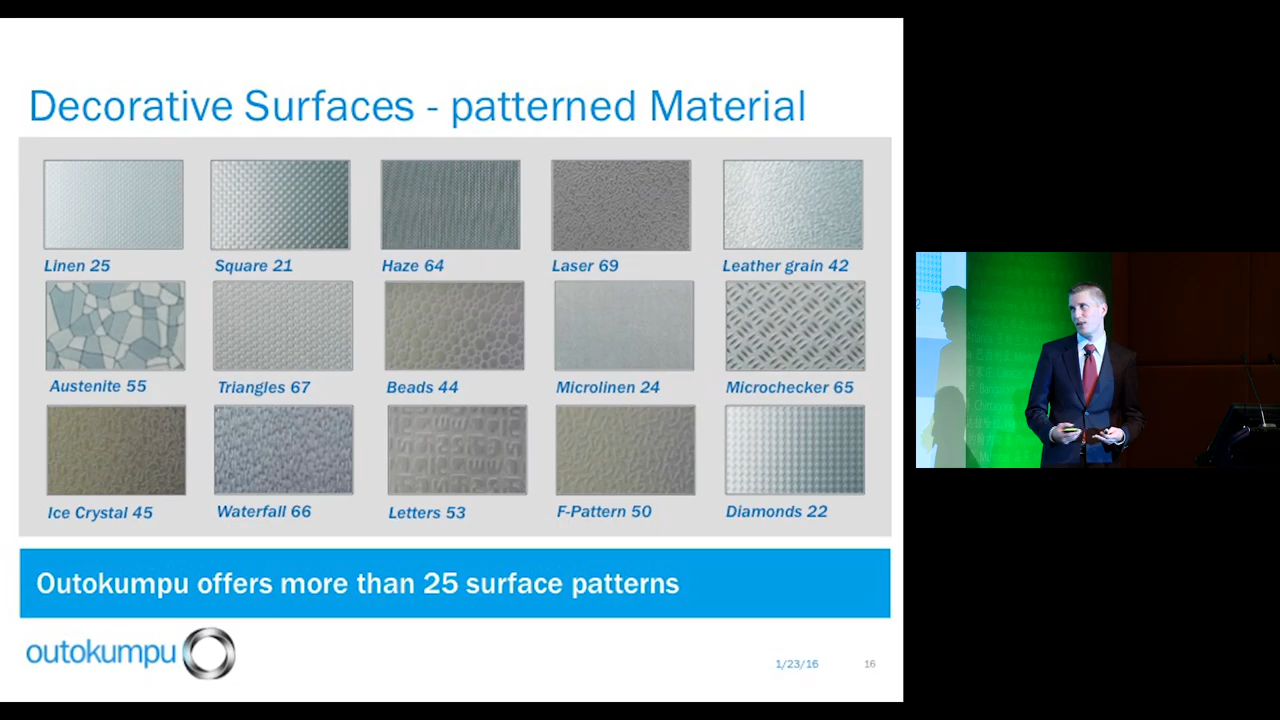 Decorative Surfaces - patterned Material
Linen 25
Square 21
Haze 64
Laser 69
Leather grain 42
Austenite 55
Triangles 67
Beads 44
Microlinen 24
Microchecker 65
Ice Crystal 45
Waterfall 66
Letters 53
F-Pattern 50
Diamonds 22
Outokumpu offers more than 25 surface patterns
outokumpu
1/23/16
16